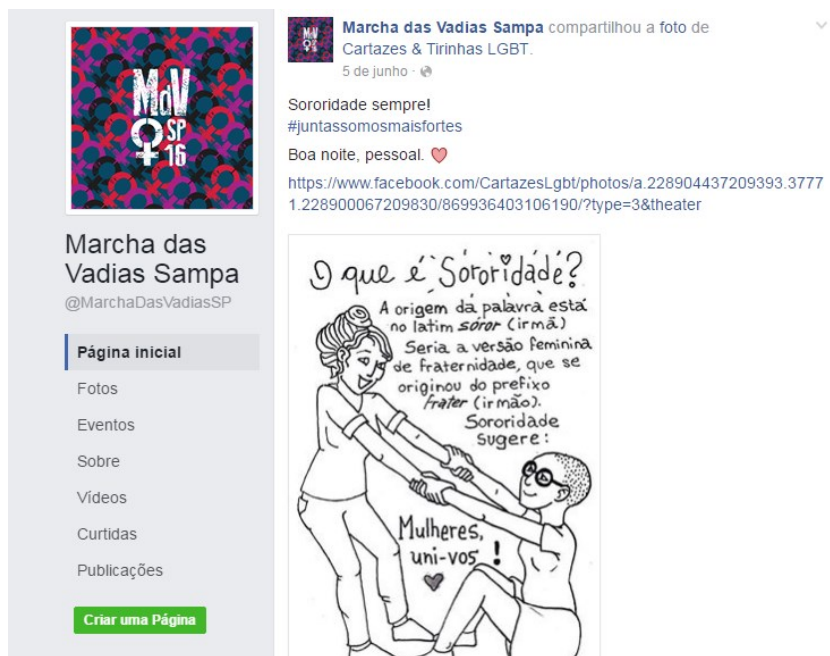 MdV
SP
16
Marcha das
Vadias Sampa
@MarchaDasVadiasSP
Página inicial
Fotos
Eventos
Sobre
Vídeos
Curtidas
Publicações
Criar uma Página
MdV
Marcha das Vadias Sampa compartilhou a foto de
Cartazes & Tirinhas LGBT.
5 de junho ·
Sororidade sempre!
#juntassomosmaisfortes
Boa noite, pessoal.
https://www.facebook.com/CartazesLgbt/photos/a.228904437209393.3777
1.228900067209830/869936403106190/?type=3&theater
O que é Sororidade?
A origem da palavra está
no latim sóror (irmã)
Seria a versão feminina
de fraternidade, que se
originou do prefixo
frater (irmão).
Sororidade
sugere:
Mulheres,
uni-vos!